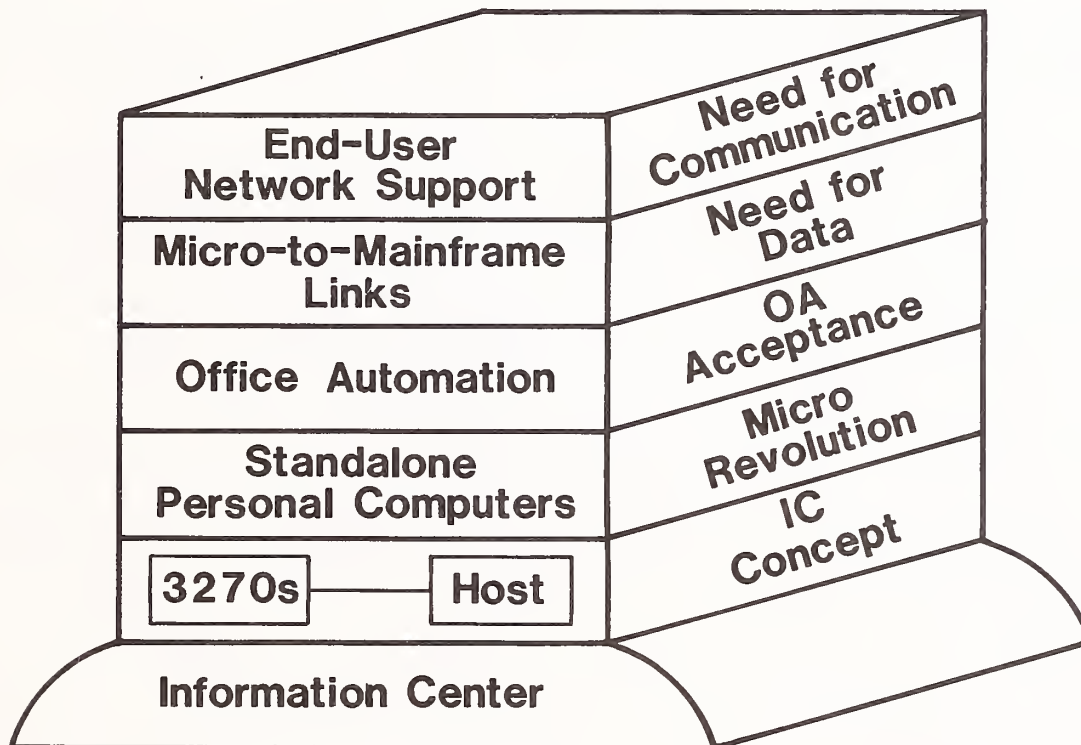 End-User
Network Support
Need for
Communication
Micro-to-Mainframe
Links
Need for
Data
Office Automation
OA
Acceptance
Standalone
Personal Computers
Micro
Revolution
3270s
Host
IC
Concept
Information Center